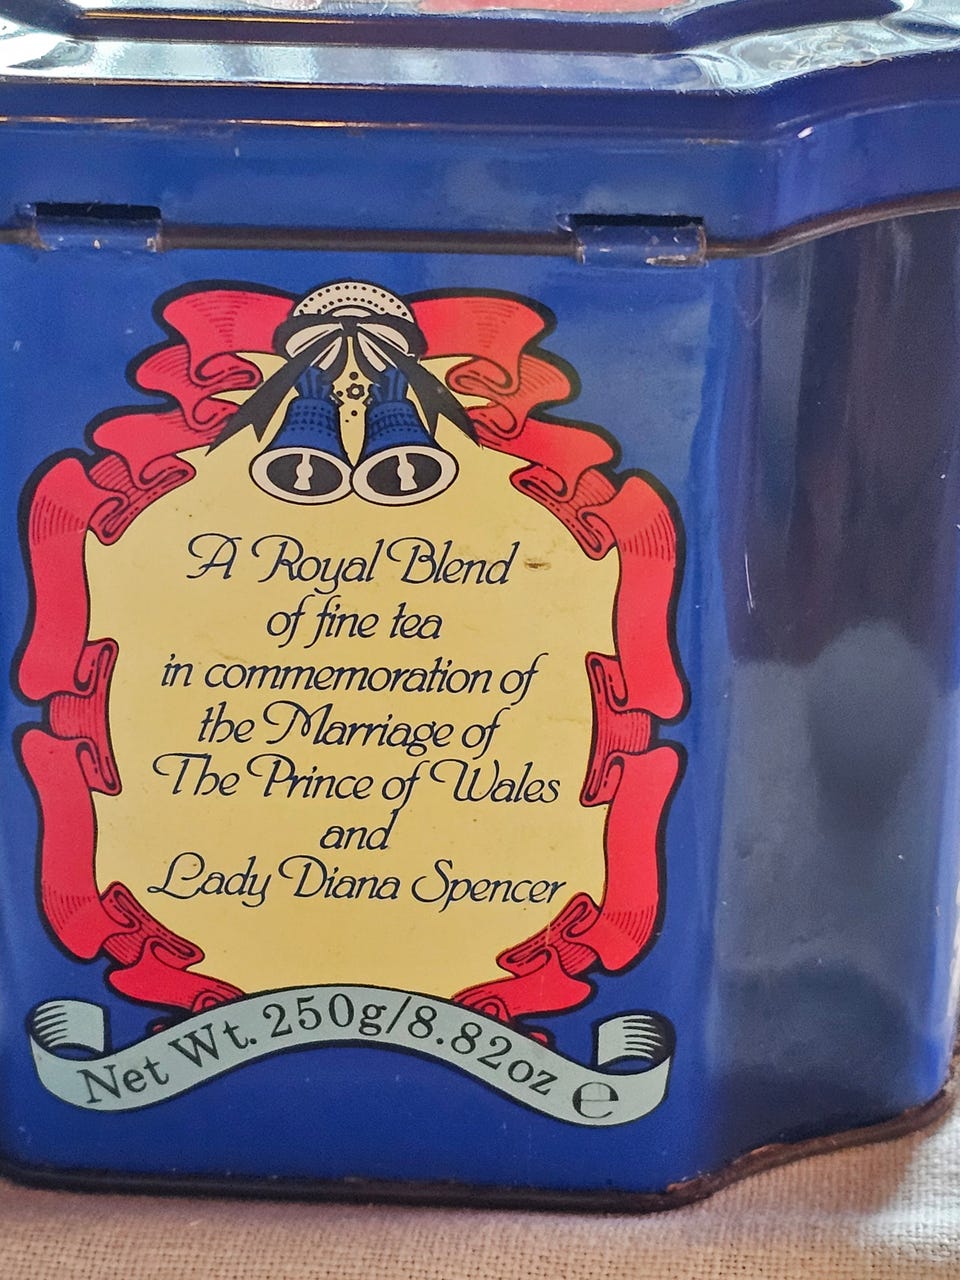 A Royal Blend
of fine tea
in commemoration of
the Marriage of
The Prince of Wales
and
Lady Diana Spencer
Net Wt. 250g/8.82oz ℮